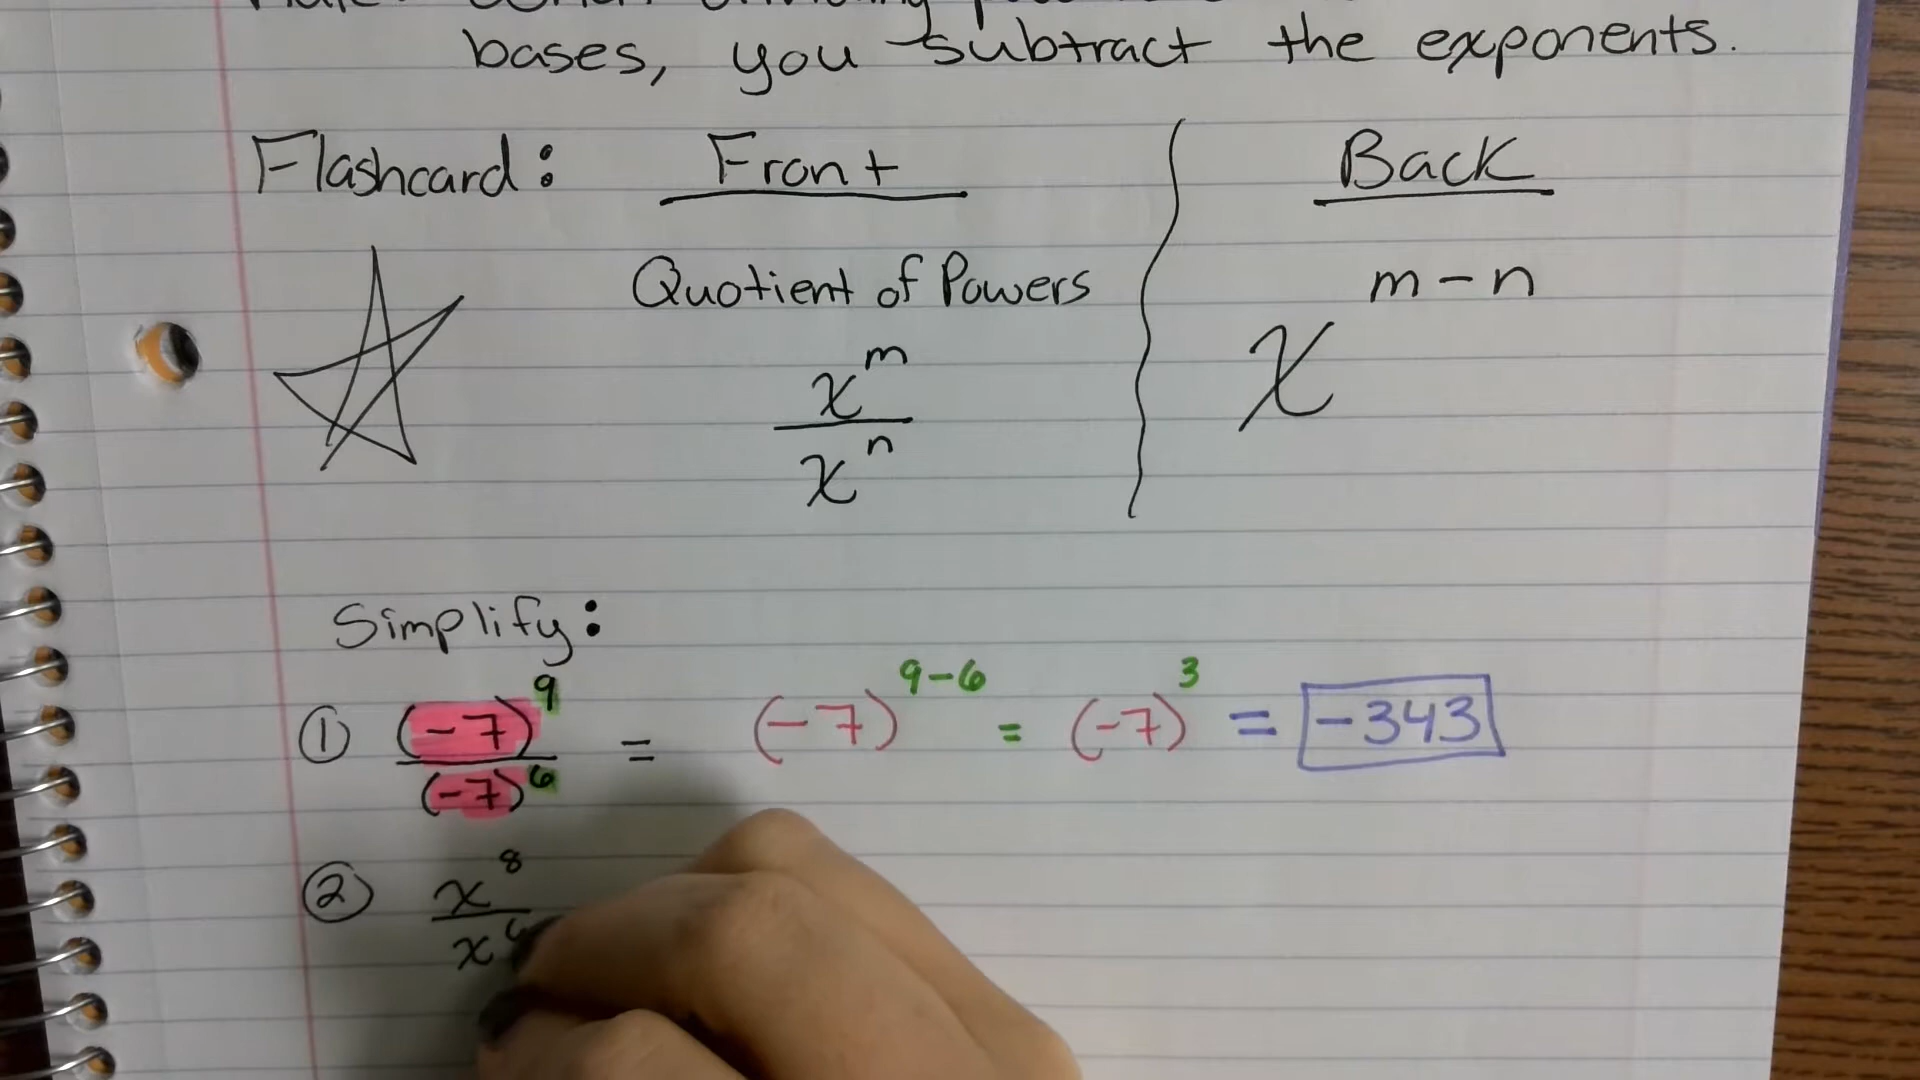 bases, you subtract the exponents.
Flashcard: Front Back
Quotient of Powers
x^m / x^n x^(m-n)
Simplify:
① (-7)^9 / (-7)^6 = (-7)^(9-6) = (-7)^3 = -343
② x^8 / x